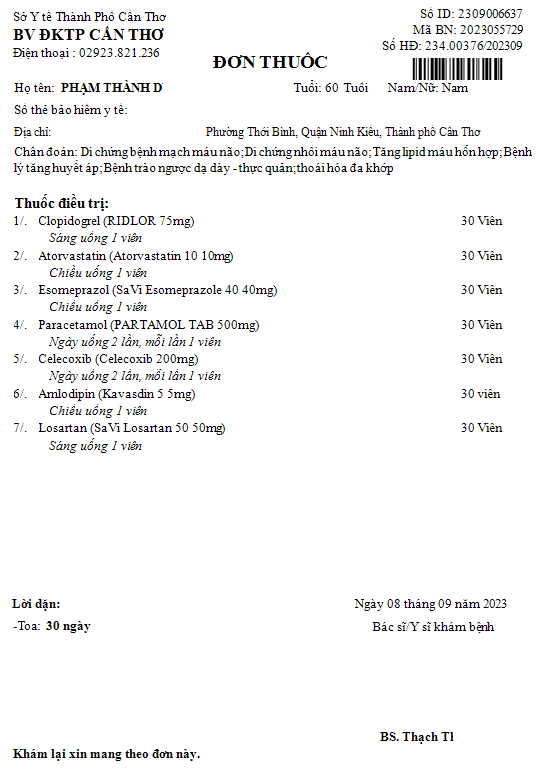 Sở Y tế Thành Phố Cần Thơ
BV ĐKTP CẦN THƠ
Điện thoại : 02923.821.236
Số ID: 2309006637
Mã BN: 2023055729
Số HĐ: 234.00376/202309
ĐƠN THUỐC
Họ tên: PHẠM THÀNH D Tuổi: 60 Tuổi Nam/Nữ: Nam
Số thẻ bảo hiểm y tế:
Địa chỉ: Phường Thới Bình, Quận Ninh Kiều, Thành phố Cần Thơ
Chẩn đoán: Di chứng bệnh mạch máu não;Di chứng nhồi máu não;Tăng lipid máu hỗn hợp;Bệnh
lý tăng huyết áp;Bệnh trào ngược dạ dày - thực quản;thoái hóa đa khớp
Thuốc điều trị:
1/. Clopidogrel (RIDLOR 75mg) 30 Viên
Sáng uống 1 viên
2/. Atorvastatin (Atorvastatin 10 10mg) 30 Viên
Chiều uống 1 viên
3/. Esomeprazol (SaVi Esomeprazole 40 40mg) 30 Viên
Chiều uống 1 viên
4/. Paracetamol (PARTAMOL TAB 500mg) 30 Viên
Ngày uống 2 lần, mỗi lần 1 viên
5/. Celecoxib (Celecoxib 200mg) 30 Viên
Ngày uống 2 lần, mỗi lần 1 viên
6/. Amlodipin (Kavasdin 5 5mg) 30 viên
Chiều uống 1 viên
7/. Losartan (SaVi Losartan 50 50mg) 30 Viên
Sáng uống 1 viên
Lời dặn: Ngày 08 tháng 09 năm 2023
-Toa: 30 ngày Bác sĩ/Y sĩ khám bệnh
BS. Thạch
Khám lại xin mang theo đơn này.